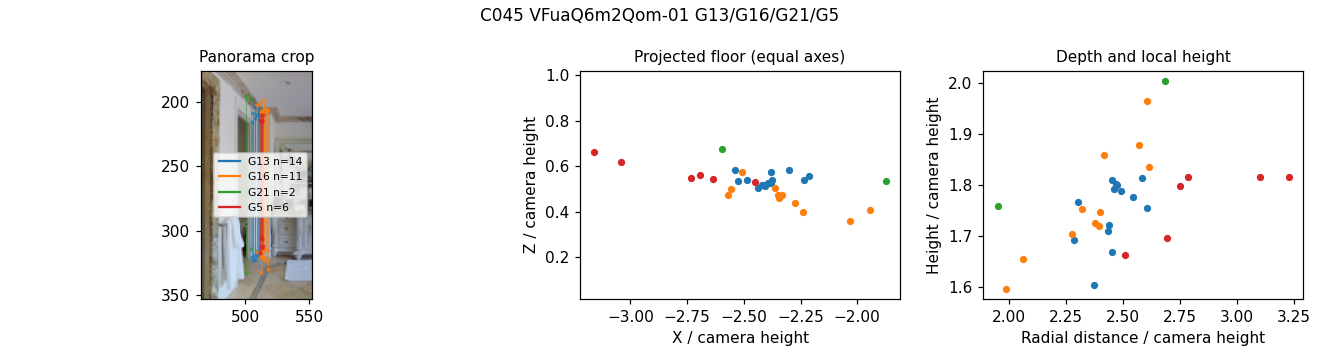 C045 VFuaQ6m2Qom-01 G13/G16/G21/G5
Panorama crop
200
250
300
350
500
550
G13 n=14
G16 n=11
G21 n=2
G5 n=6
Projected floor (equal axes)
Z / camera height
1.0
0.8
0.6
0.4
0.2
−3.00
−2.75
−2.50
−2.25
−2.00
X / camera height
Depth and local height
Height / camera height
2.0
1.9
1.8
1.7
1.6
2.00
2.25
2.50
2.75
3.00
3.25
Radial distance / camera height